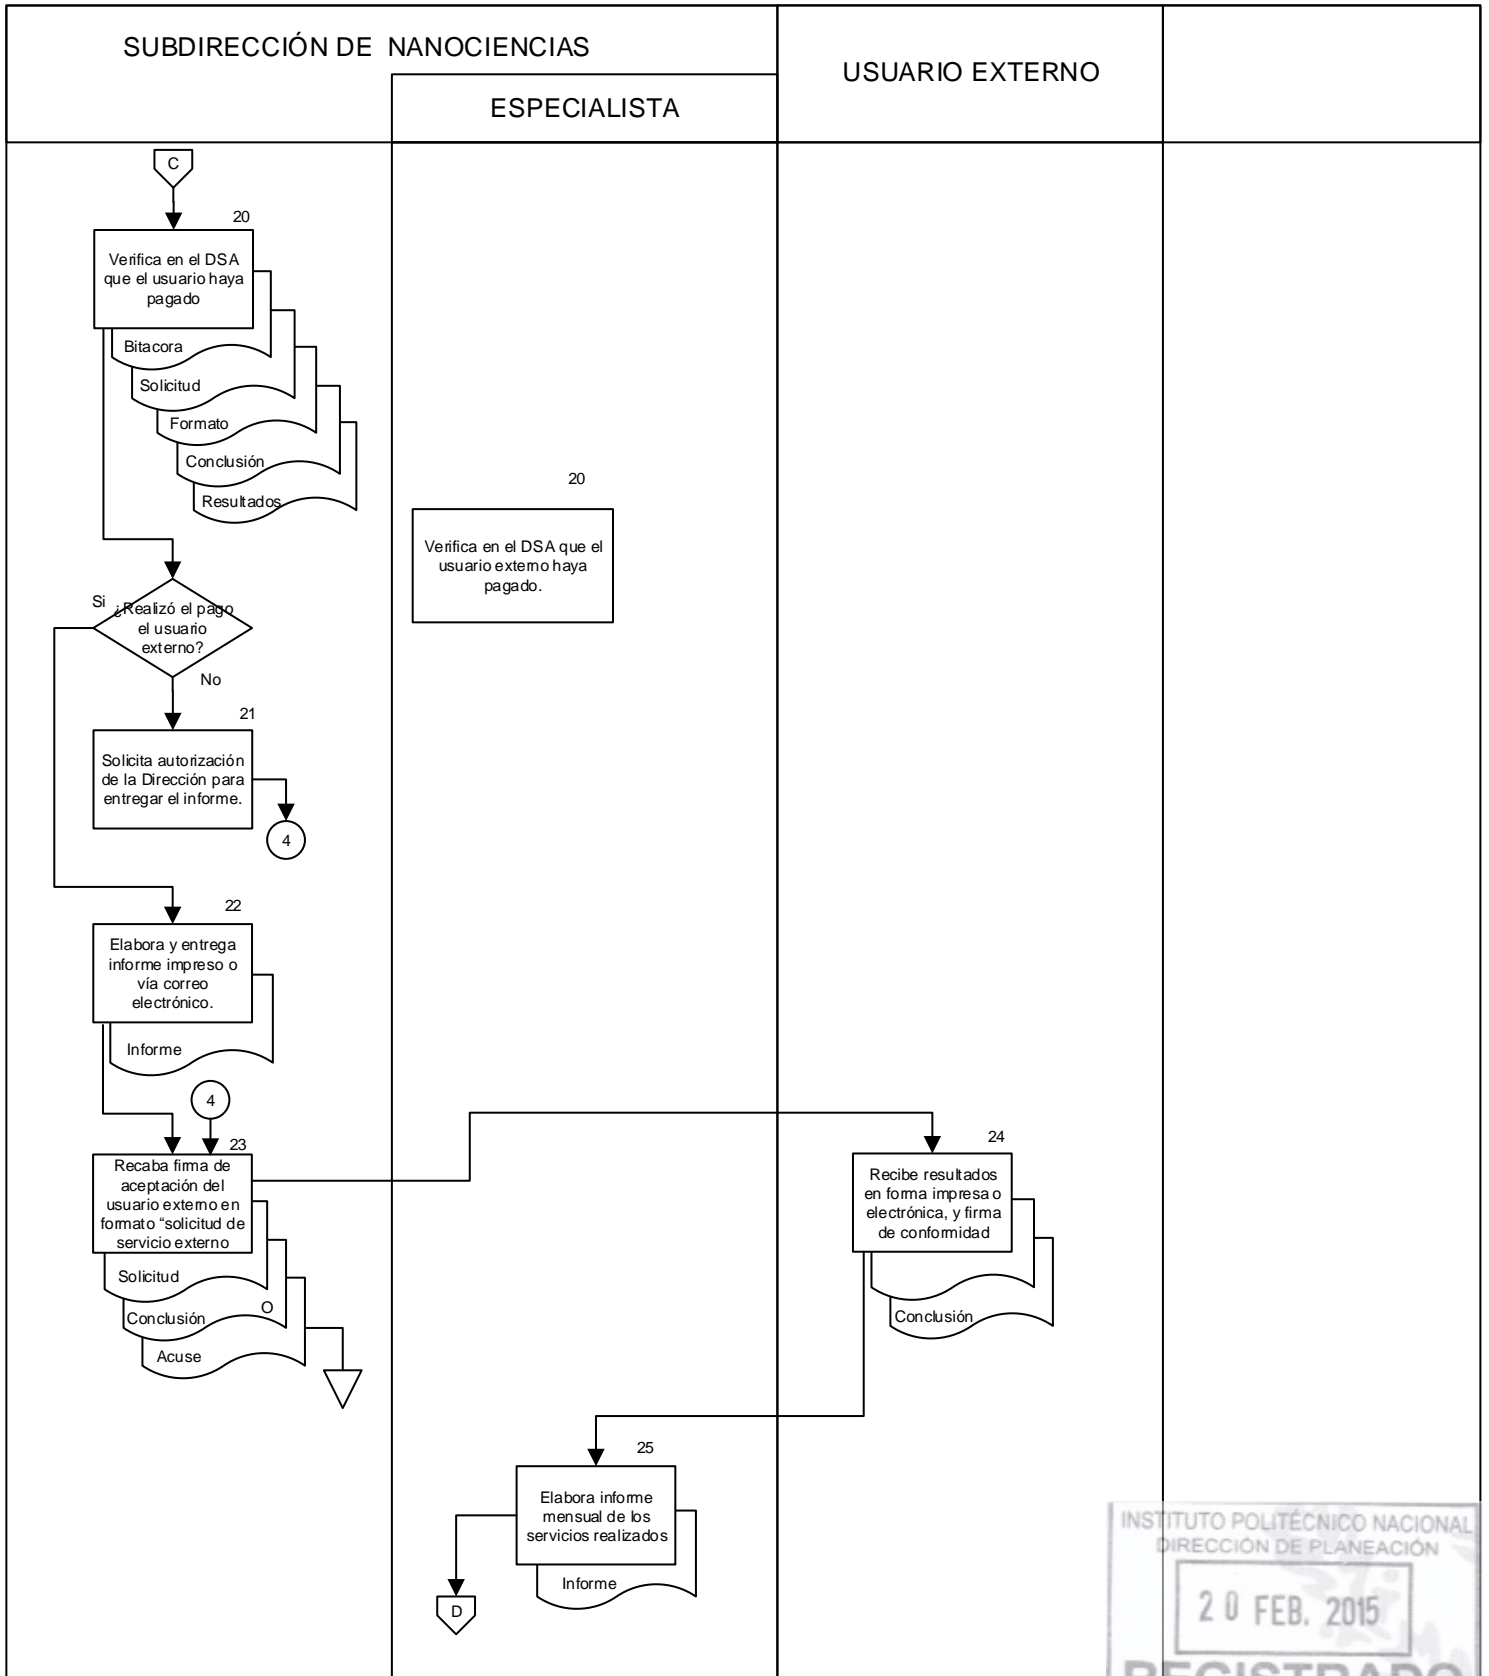 SUBDIRECCIÓN DE NANOCIENCIAS
ESPECIALISTA
USUARIO EXTERNO
C
20
Verifica en el DSA
que el usuario haya
pagado
Bitacora
Solicitud
Formato
Conclusión
Resultados
20
Verifica en el DSA que el
usuario externo haya
pagado.
Si
¿Realizó el pago
el usuario
externo?
No
21
Solicita autorización
de la Dirección para
entregar el informe.
4
22
Elabora y entrega
informe impreso o
vía correo
electrónico.
Informe
4
23
Recaba firma de
aceptación del
usuario externo en
formato “solicitud de
servicio externo
Solicitud
Conclusión
O
Acuse
24
Recibe resultados
en forma impresa o
electrónica, y firma
de conformidad
Conclusión
25
Elabora informe
mensual de los
servicios realizados
Informe
D
INSTITUTO POLITÉCNICO NACIONAL
DIRECCIÓN DE PLANEACIÓN
20 FEB. 2015
REGISTRADO